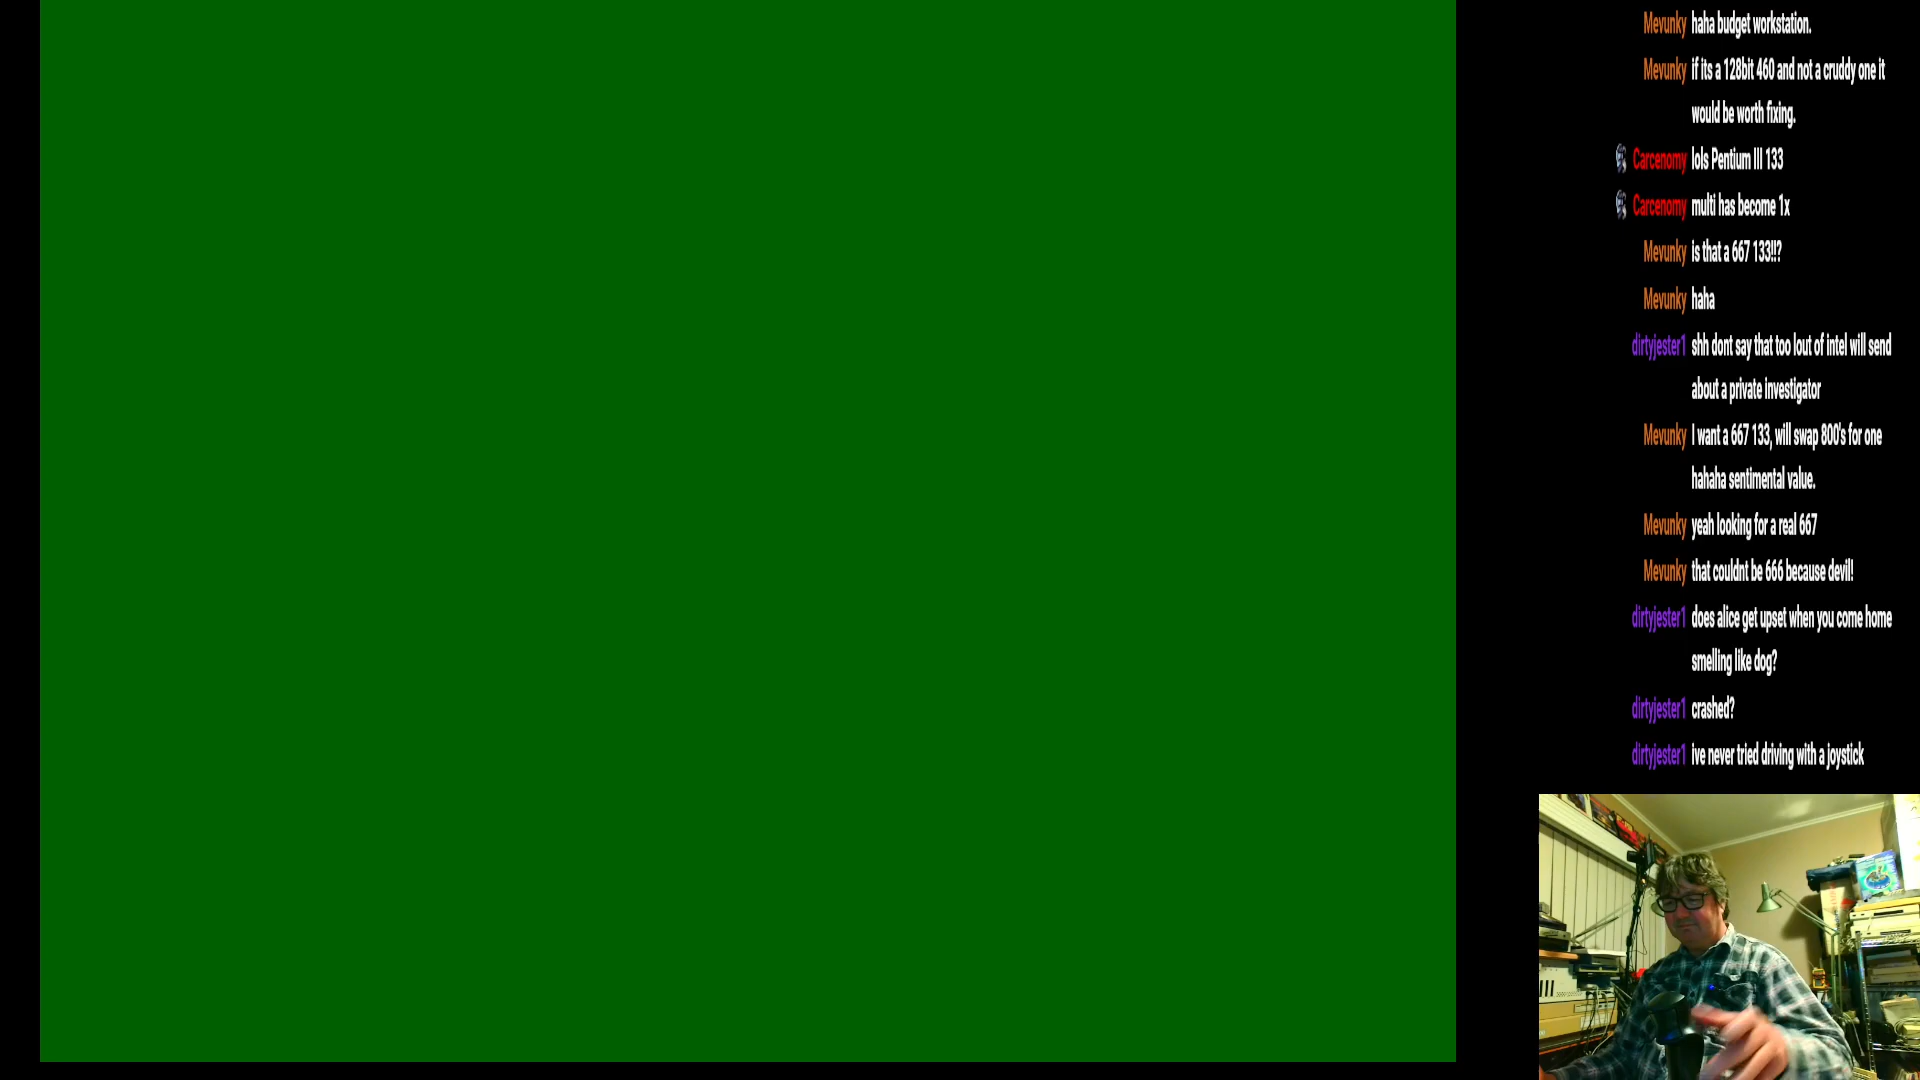 Mevunky haha budget workstation.
Mevunky if its a 128bit 460 and not a cruddy one it
would be worth fixing.
Carcenomy lols Pentium III 133
Carcenomy multi has become 1x
Mevunky is that a 667 133!!?
Mevunky haha
dirtyjester1 shh dont say that too lout of intel will send
about a private investigator
Mevunky I want a 667 133, will swap 800's for one
hahaha sentimental value.
Mevunky yeah looking for a real 667
Mevunky that couldnt be 666 because devil!
dirtyjester1 does alice get upset when you come home
smelling like dog?
dirtyjester1 crashed?
dirtyjester1 ive never tried driving with a joystick